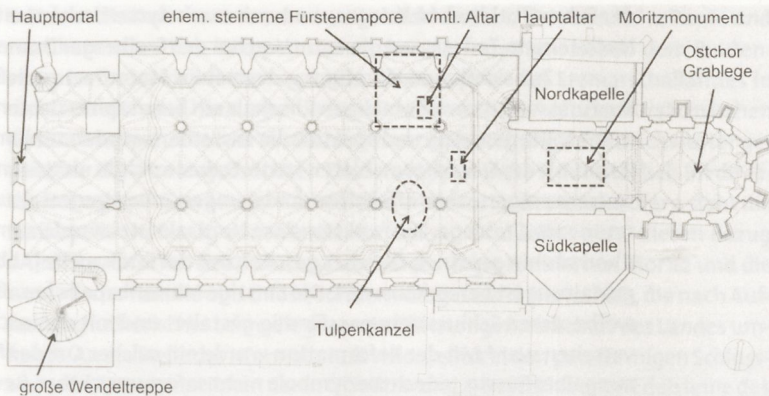 Hauptportal
ehem. steinerne Fürstenempore
vmtl. Altar
Hauptaltar
Moritzmonument
Ostchor
Grablege
Nordkapelle
Südkapelle
Tulpenkanzel
große Wendeltreppe